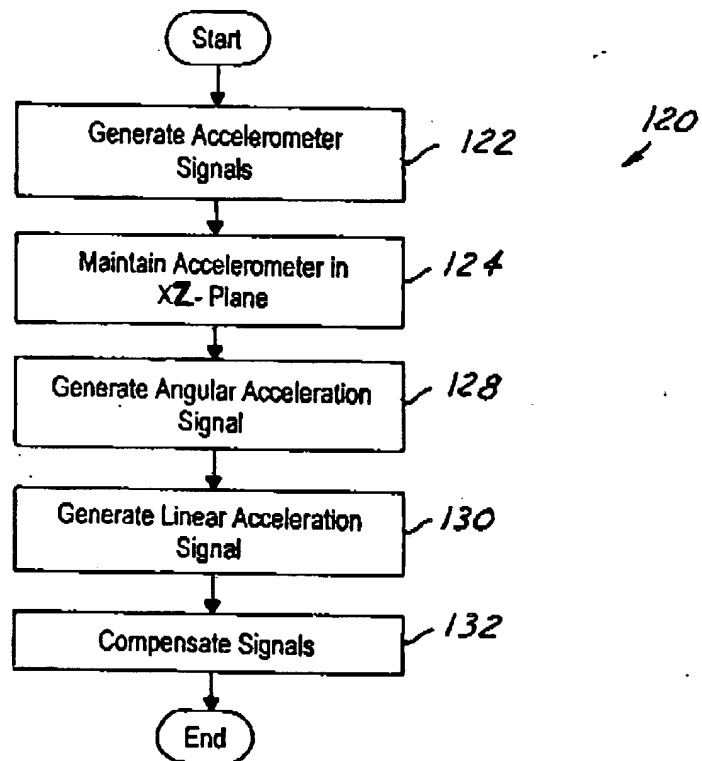 Start
120
Generate Accelerometer
Signals
122
Maintain Accelerometer in
XZ- Plane
124
Generate Angular Acceleration
Signal
128
Generate Linear Acceleration
Signal
130
Compensate Signals
132
End